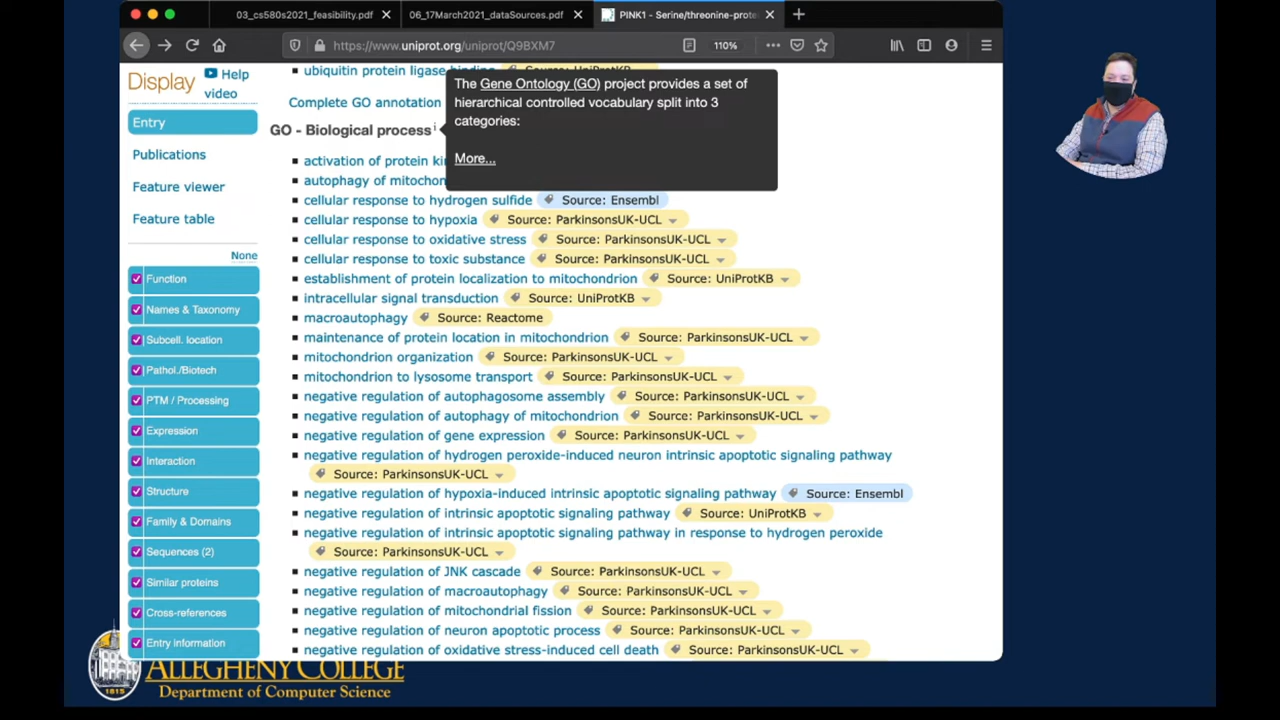 03_cs580s2021_feasibility.pdf
06_17March2021_dataSources.pdf
PINK1 - Serine/threonine-prote
https://www.uniprot.org/uniprot/Q9BXM7
110%
Display
Help video
Entry
Publications
Feature viewer
Feature table
None
Function
Names & Taxonomy
Subcell. location
Pathol./Biotech
PTM / Processing
Expression
Interaction
Structure
Family & Domains
Sequences (2)
Similar proteins
Cross-references
Entry information
ubiquitin protein ligase binding Source: UniProtKB
Complete GO annotation
GO - Biological process i
The Gene Ontology (GO) project provides a set of
hierarchical controlled vocabulary split into 3
categories:
More...
activation of protein kin
autophagy of mitochon
cellular response to hydrogen sulfide Source: Ensembl
cellular response to hypoxia Source: ParkinsonsUK-UCL
cellular response to oxidative stress Source: ParkinsonsUK-UCL
cellular response to toxic substance Source: ParkinsonsUK-UCL
establishment of protein localization to mitochondrion Source: UniProtKB
intracellular signal transduction Source: UniProtKB
macroautophagy Source: Reactome
maintenance of protein location in mitochondrion Source: ParkinsonsUK-UCL
mitochondrion organization Source: ParkinsonsUK-UCL
mitochondrion to lysosome transport Source: ParkinsonsUK-UCL
negative regulation of autophagosome assembly Source: ParkinsonsUK-UCL
negative regulation of autophagy of mitochondrion Source: ParkinsonsUK-UCL
negative regulation of gene expression Source: ParkinsonsUK-UCL
negative regulation of hydrogen peroxide-induced neuron intrinsic apoptotic signaling pathway
Source: ParkinsonsUK-UCL
negative regulation of hypoxia-induced intrinsic apoptotic signaling pathway Source: Ensembl
negative regulation of intrinsic apoptotic signaling pathway Source: UniProtKB
negative regulation of intrinsic apoptotic signaling pathway in response to hydrogen peroxide
Source: ParkinsonsUK-UCL
negative regulation of JNK cascade Source: ParkinsonsUK-UCL
negative regulation of macroautophagy Source: ParkinsonsUK-UCL
negative regulation of mitochondrial fission Source: ParkinsonsUK-UCL
negative regulation of neuron apoptotic process Source: ParkinsonsUK-UCL
negative regulation of oxidative stress-induced cell death Source: ParkinsonsUK-UCL
ALLEGHENY COLLEGE
Department of Computer Science
1815